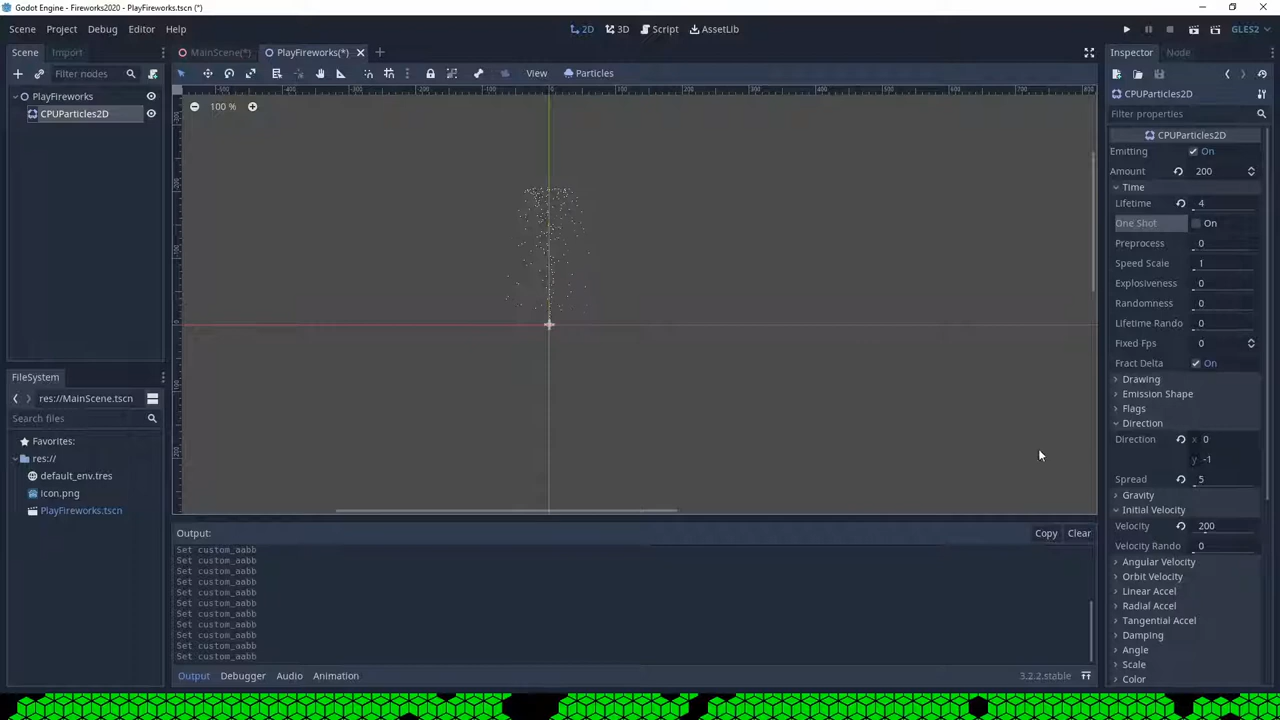 Godot Engine - Fireworks2020 - PlayFireworks.tscn (*)
Scene Project Debug Editor Help
2D 3D Script AssetLib
GLES2
Scene Import
Filter nodes
PlayFireworks
CPUParticles2D
MainScene(*) PlayFireworks(*)
View Particles
100 %
FileSystem
res://MainScene.tscn
Search files
Favorites:
res://
default_env.tres
icon.png
PlayFireworks.tscn
Output:
Copy Clear
Set custom_aabb
Set custom_aabb
Set custom_aabb
Set custom_aabb
Set custom_aabb
Set custom_aabb
Set custom_aabb
Set custom_aabb
Set custom_aabb
Set custom_aabb
Set custom_aabb
Output Debugger Audio Animation
3.2.2.stable
Inspector Node
CPUParticles2D
Filter properties
CPUParticles2D
Emitting On
Amount 200
Time
Lifetime 4
One Shot On
Preprocess 0
Speed Scale 1
Explosiveness 0
Randomness 0
Lifetime Rando 0
Fixed Fps 0
Fract Delta On
Drawing
Emission Shape
Flags
Direction
Direction x 0
y -1
Spread 5
Gravity
Initial Velocity
Velocity 200
Velocity Rando 0
Angular Velocity
Orbit Velocity
Linear Accel
Radial Accel
Tangential Accel
Damping
Angle
Scale
Color